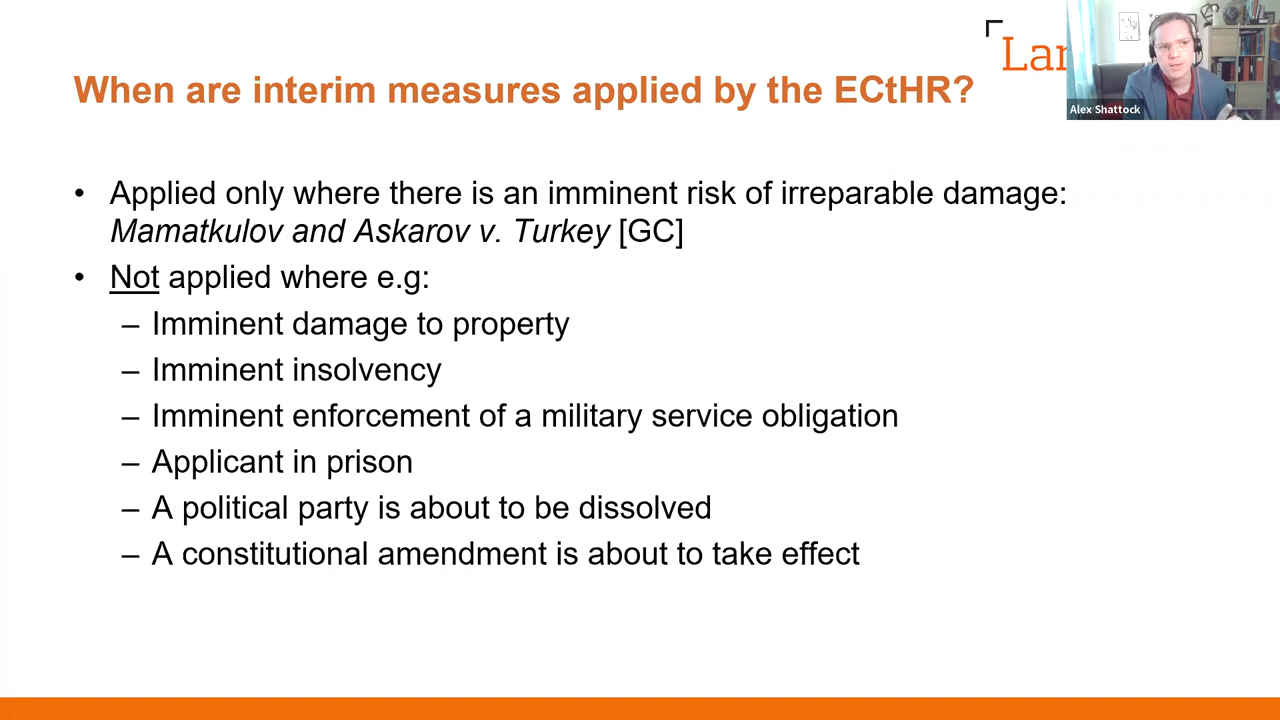 When are interim measures applied by the ECtHR?
Lan
Alex Shattock
• Applied only where there is an imminent risk of irreparable damage:
Mamatkulov and Askarov v. Turkey [GC]
• Not applied where e.g:
– Imminent damage to property
– Imminent insolvency
– Imminent enforcement of a military service obligation
– Applicant in prison
– A political party is about to be dissolved
– A constitutional amendment is about to take effect